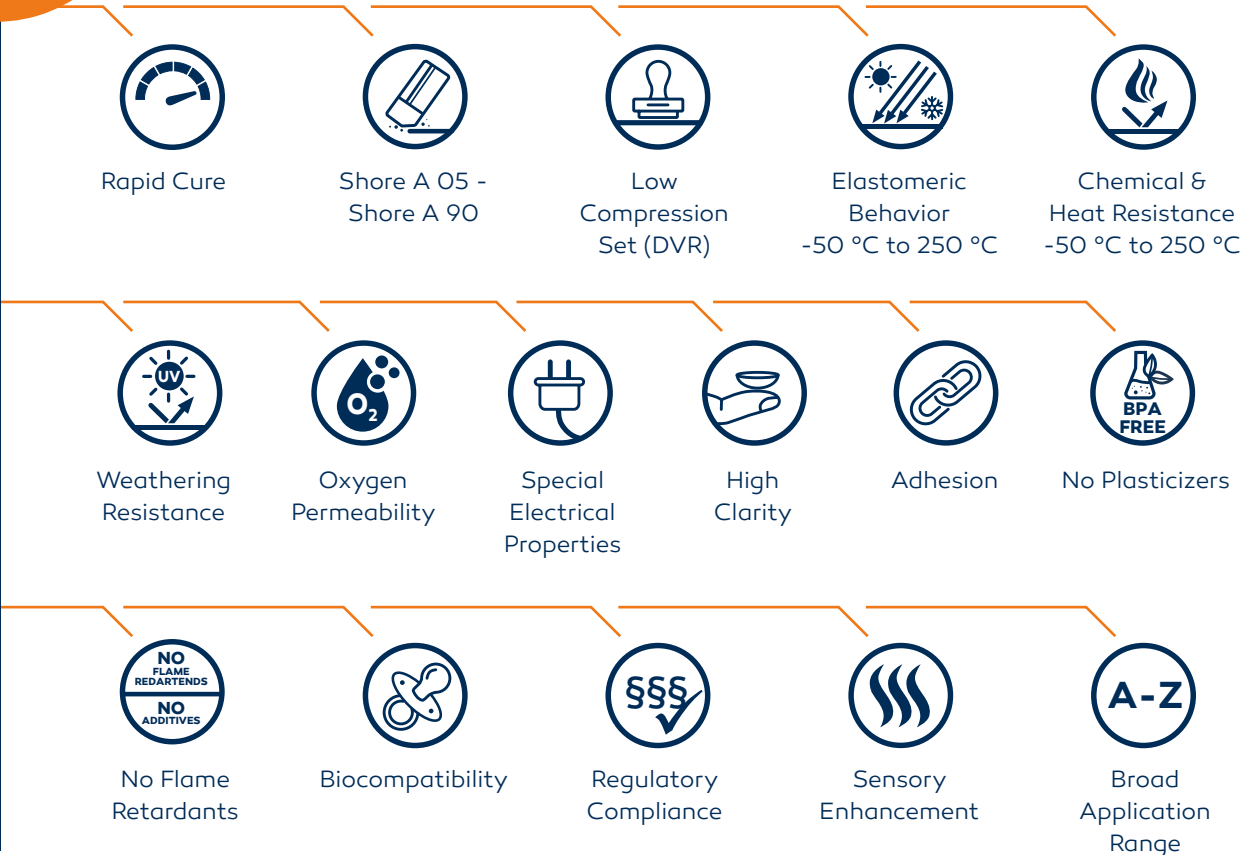 Rapid Cure
Shore A 05 -
Shore A 90
Low
Compression
Set (DVR)
Elastomeric
Behavior
-50 °C to 250 °C
Chemical &
Heat Resistance
-50 °C to 250 °C
UV
Weathering
Resistance
O2
Oxygen
Permeability
Special
Electrical
Properties
High
Clarity
Adhesion
BPA
FREE
No Plasticizers
NO
FLAME
REDARTENDS
NO
ADDITIVES
No Flame
Retardants
Biocompatibility
§§§
Regulatory
Compliance
Sensory
Enhancement
A-Z
Broad
Application
Range